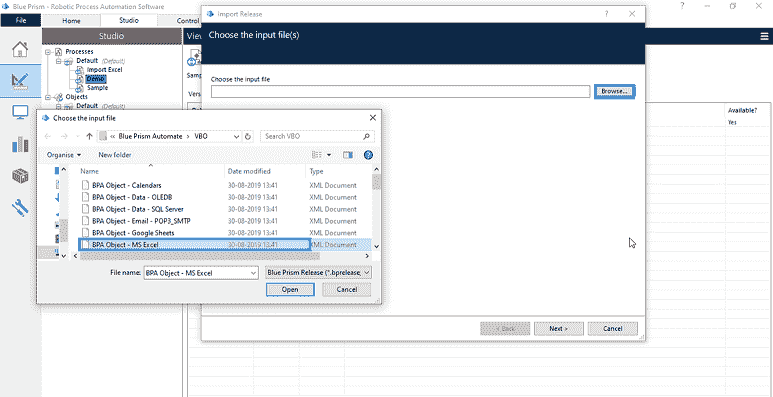 Blue Prism - Robotic Process Automation Software
File Home Studio Control
Studio
Processes
Default (Default)
Import Excel
Demo
Sample
Objects
Default (Default)
Import Release
Choose the input file(s)
Choose the input file
Browse...
Available?
Yes
Choose the input file
Blue Prism Automate > VBO
Search VBO
Organise New folder
Name Date modified Type
BPA Object - Calendars 30-08-2019 13:41 XML Document
BPA Object - Data - OLEDB 30-08-2019 13:41 XML Document
BPA Object - Data - SQL Server 30-08-2019 13:41 XML Document
BPA Object - Email - POP3_SMTP 30-08-2019 13:41 XML Document
BPA Object - Google Sheets 30-08-2019 13:41 XML Document
BPA Object - MS Excel 30-08-2019 13:41 XML Document
File name: BPA Object - MS Excel Blue Prism Release (*.bprelease,
Open Cancel
< Back Next > Cancel